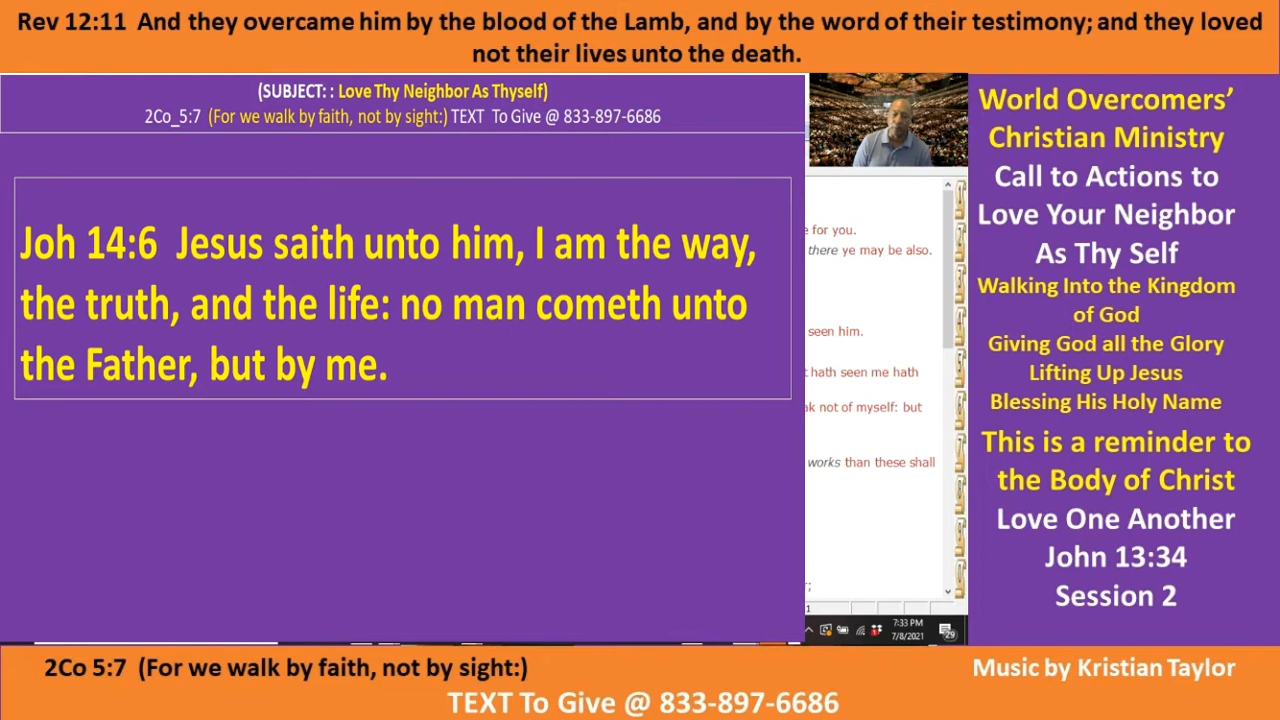 Rev 12:11  And they overcame him by the blood of the Lamb, and by the word of their testimony; and they loved
not their lives unto the death.
(SUBJECT: : Love Thy Neighbor As Thyself)
2Co_5:7  (For we walk by faith, not by sight:) TEXT  To Give @ 833-897-6686
Joh 14:6  Jesus saith unto him, I am the way,
the truth, and the life: no man cometh unto
the Father, but by me.
for you.
there ye may be also.
seen him.
hath seen me hath
not of myself: but
works than these shall
1
7:33 PM
7/8/2021
29
World Overcomers’
Christian Ministry
Call to Actions to
Love Your Neighbor
As Thy Self
Walking Into the Kingdom
of God
Giving God all the Glory
Lifting Up Jesus
Blessing His Holy Name
This is a reminder to
the Body of Christ
Love One Another
John 13:34
Session 2
2Co 5:7  (For we walk by faith, not by sight:)
Music by Kristian Taylor
TEXT To Give @ 833-897-6686